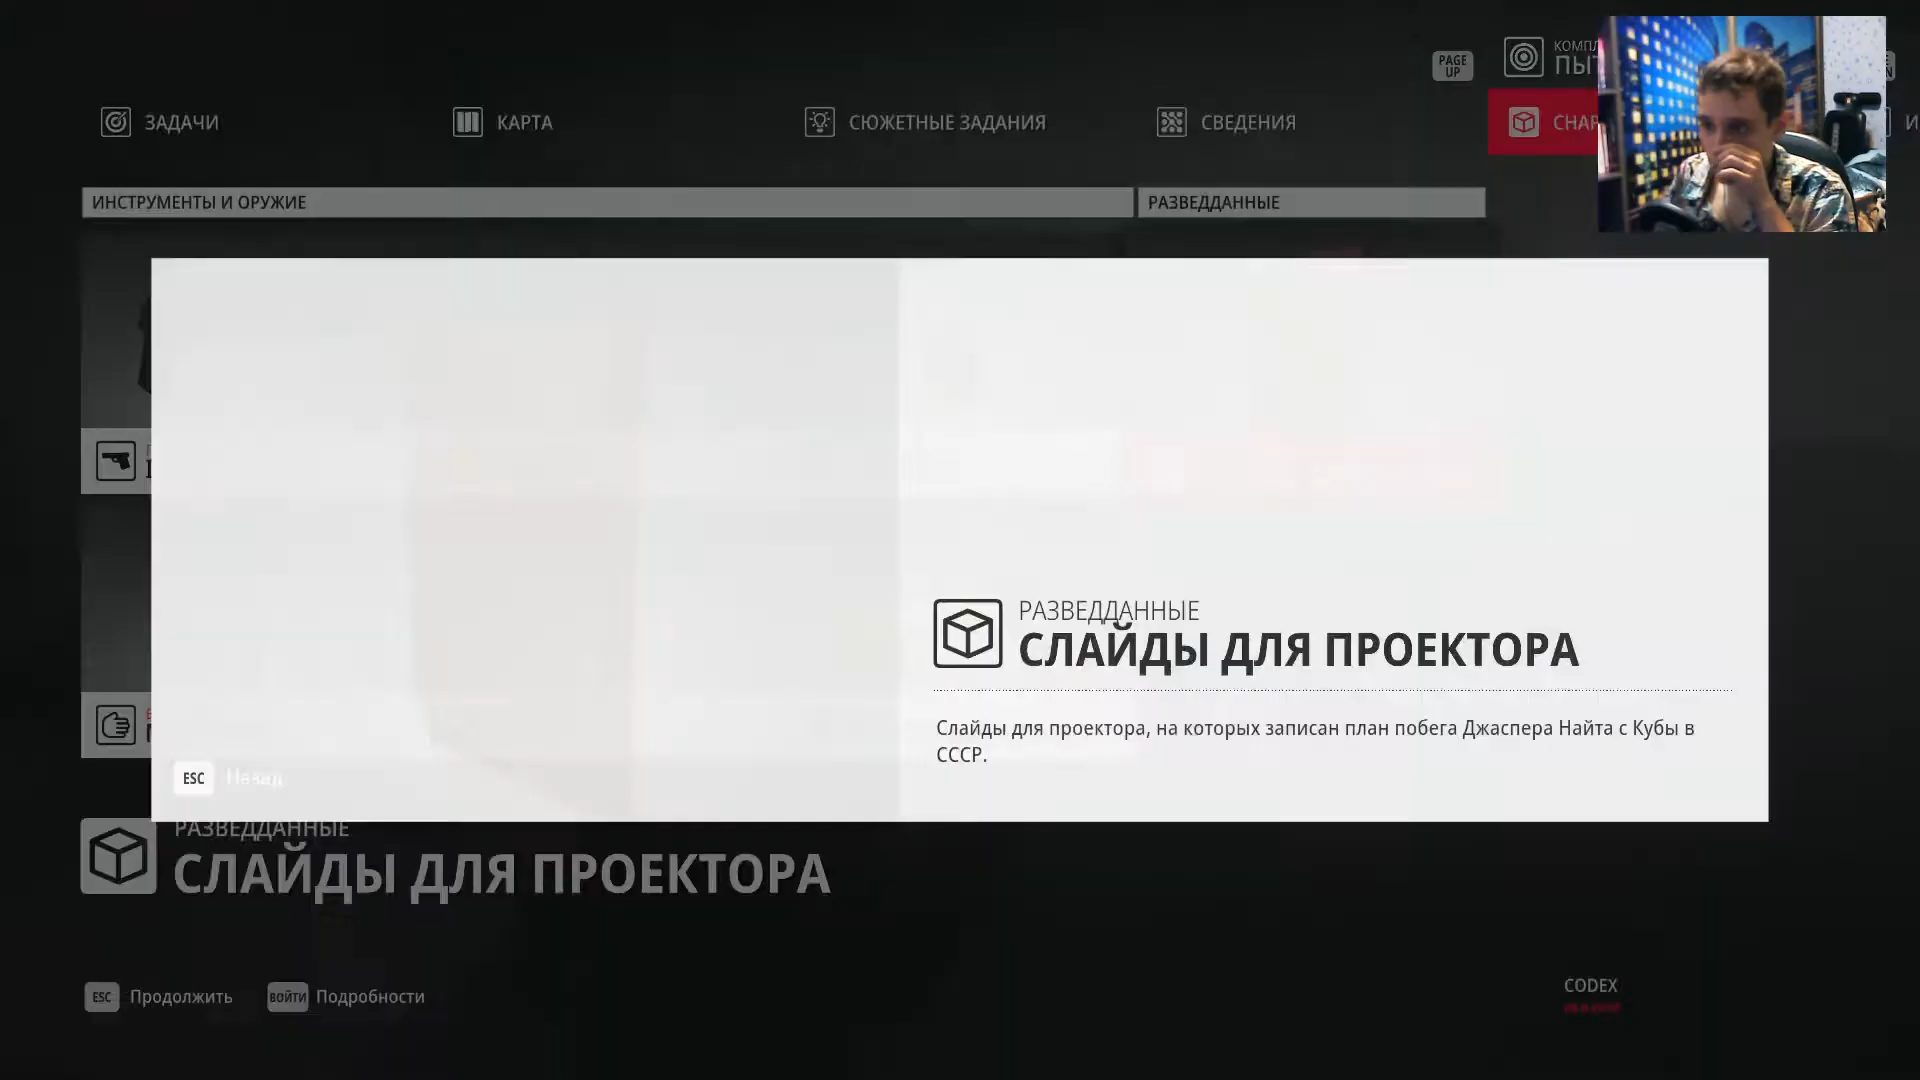 PAGE UP
ЗАДАЧИ
КАРТА
СЮЖЕТНЫЕ ЗАДАНИЯ
СВЕДЕНИЯ
ИНСТРУМЕНТЫ И ОРУЖИЕ
РАЗВЕДДАННЫЕ
РАЗВЕДДАННЫЕ
СЛАЙДЫ ДЛЯ ПРОЕКТОРА
Слайды для проектора, на которых записан план побега Джаспера Найта с Кубы в
СССР.
ESC Назад
РАЗВЕДДАННЫЕ
СЛАЙДЫ ДЛЯ ПРОЕКТОРА
ESC Продолжить ВОЙТИ Подробности
CODEX